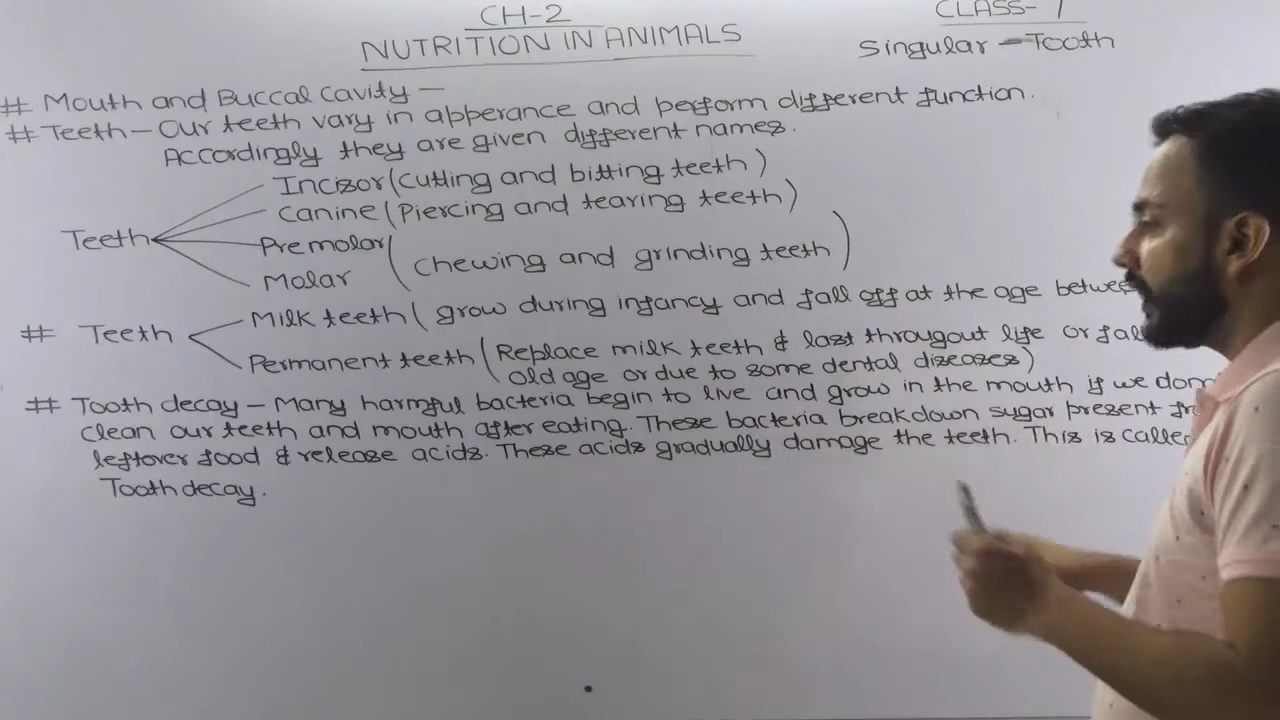 CH-2
CLASS- 7
NUTRITION IN ANIMALS
Singular - Tooth
# Mouth and Buccal cavity -
# Teeth - Our teeth vary in apperance and perform different function.
Accordingly they are given different names.
Incisor (cutting and bitting teeth)
Canine (Piercing and tearing teeth)
Teeth
Premolar
(chewing and grinding teeth)
Molar
# Teeth
Milk teeth (grow during infancy and fall off at the age
Permanent teeth (Replace milk teeth & last througout life or
old age or due to some dental diseases)
# Tooth decay - Many harmful bacteria begin to live and grow in the mouth, if we
clean our teeth and mouth after eating. These bacteria breakdown sugar present
leftover food & release acids. These acids gradually damage the teeth. This is
Tooth decay.